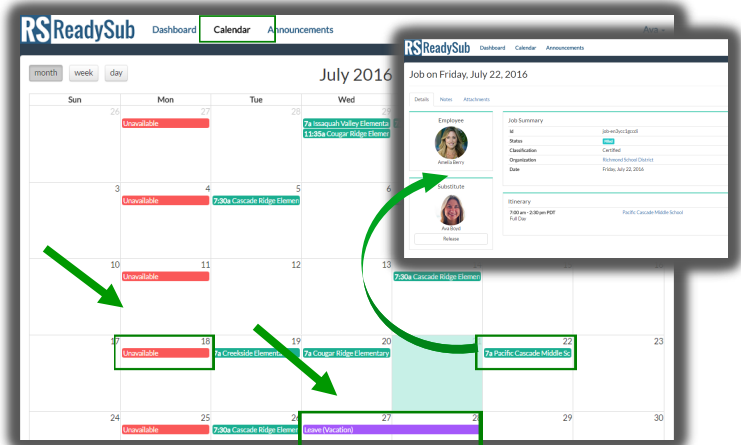 RS ReadySub Dashboard Calendar Announcements Ava
month week day
July 2016
Sun Mon Tue Wed
26 27 28 29
Unavailable
7a Issaquah Valley Elementa
11:35a Cougar Ridge Elemer
3 4 5 6
Unavailable
7:30a Cascade Ridge Elemen
10 11 12 13
Unavailable
7:30a Cascade Ridge Elemen
17 18 19 20 22 23
Unavailable
7a Creekside Elementa
7a Cougar Ridge Elementary
7a Pacific Cascade Middle Sc
24 25 26 27 28 29 30
Unavailable
7:30a Cascade Ridge Elemer
Leave (Vacation)
RS ReadySub Dashboard Calendar Announcements
Job on Friday, July 22, 2016
Details Notes Attachments
Employee
Amelia Berry
Substitute
Ava Boyd
Release
Job Summary
Id
Status Filled
Classification Certified
Organization Richmond School District
Date Friday, July 22, 2016
Itinerary
7:00 am - 2:30 pm PDT Pacific Cascade Middle School
Full Day